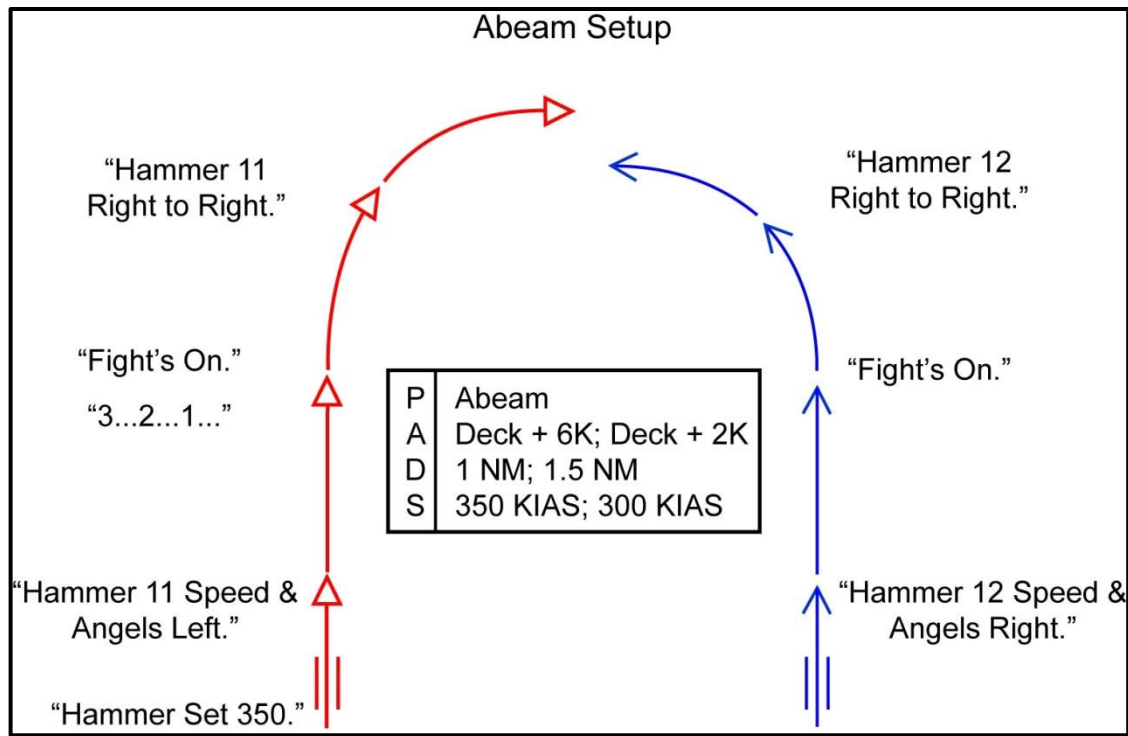 Abeam Setup
“Hammer 11
Right to Right.”
“Hammer 12
Right to Right.”
“Fight’s On.”
“3...2...1...”
“Fight’s On.”
P Abeam
A Deck + 6K; Deck + 2K
D 1 NM; 1.5 NM
S 350 KIAS; 300 KIAS
“Hammer 11 Speed &
Angels Left.”
“Hammer 12 Speed &
Angels Right.”
“Hammer Set 350.”